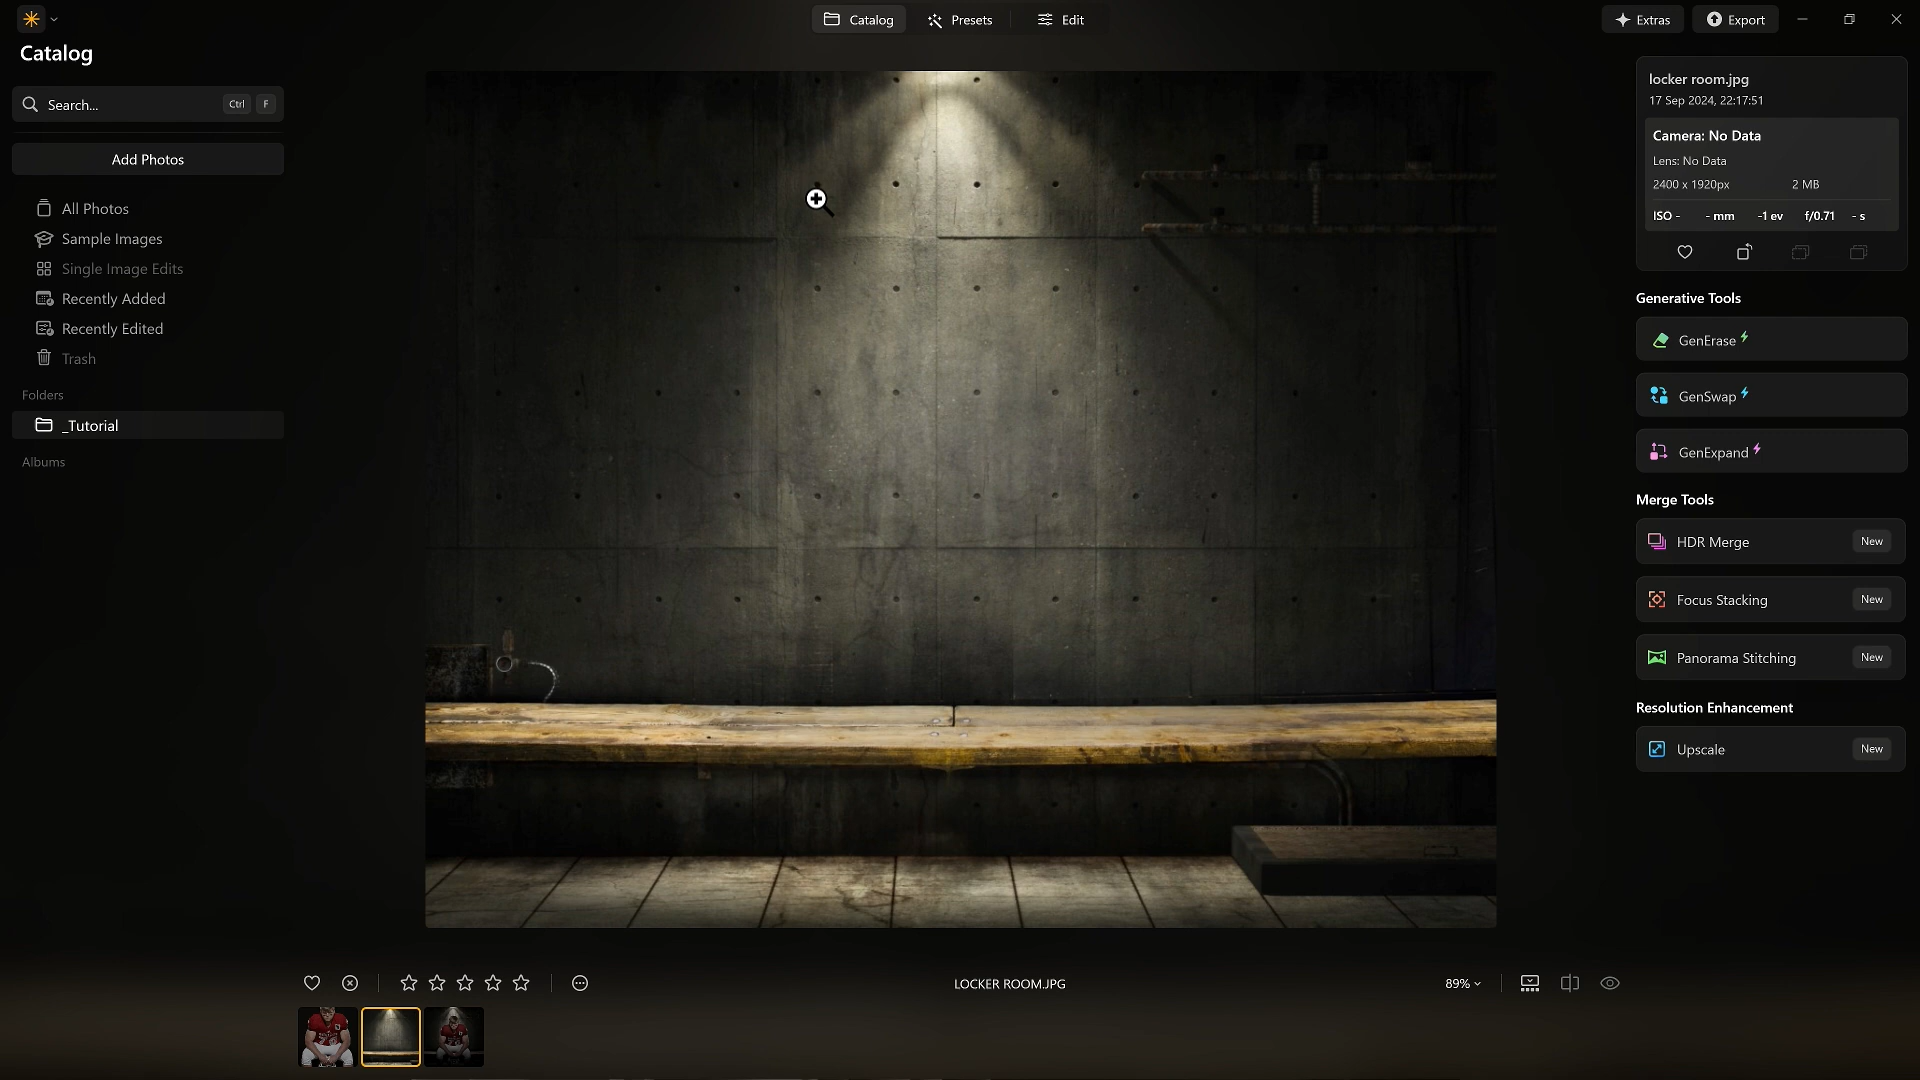 Catalog
Presets
Edit
Extras
Export
Catalog
Search...
Ctrl
F
Add Photos
All Photos
Sample Images
Single Image Edits
Recently Added
Recently Edited
Trash
Folders
_Tutorial
Albums
locker room.jpg
17 Sep 2024, 22:17:51
Camera: No Data
Lens: No Data
2400 x 1920px
2 MB
ISO -
- mm
-1 ev
f/0.71
- s
Generative Tools
GenErase
GenSwap
GenExpand
Merge Tools
HDR Merge
New
Focus Stacking
New
Panorama Stitching
New
Resolution Enhancement
Upscale
New
LOCKER ROOM.JPG
89%